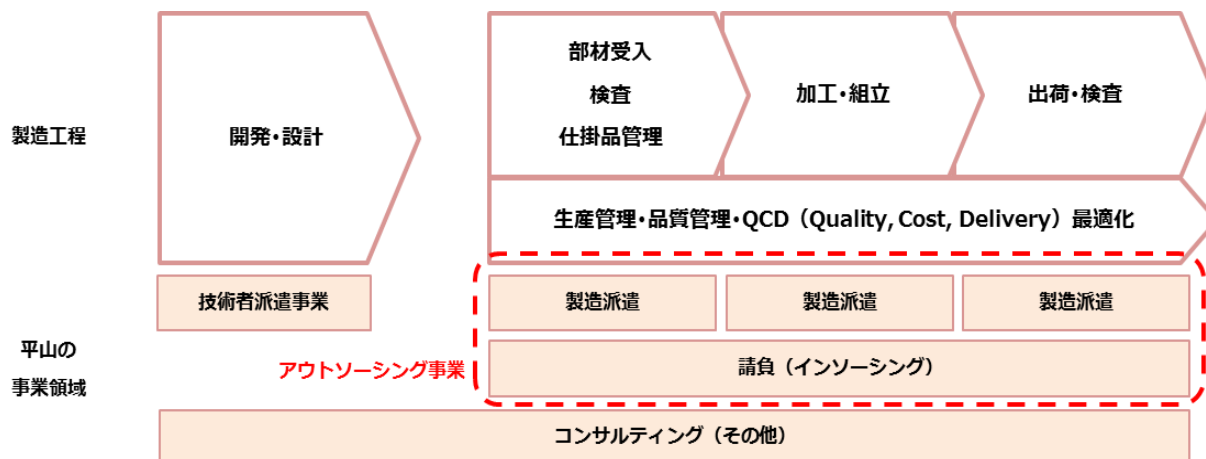 製造工程
開発・設計
部材受入
検査
仕掛品管理
加工・組立
出荷・検査
生産管理・品質管理・QCD（Quality, Cost, Delivery）最適化
平山の
事業領域
技術者派遣事業
製造派遣
製造派遣
製造派遣
アウトソーシング事業
請負（インソーシング）
コンサルティング（その他）